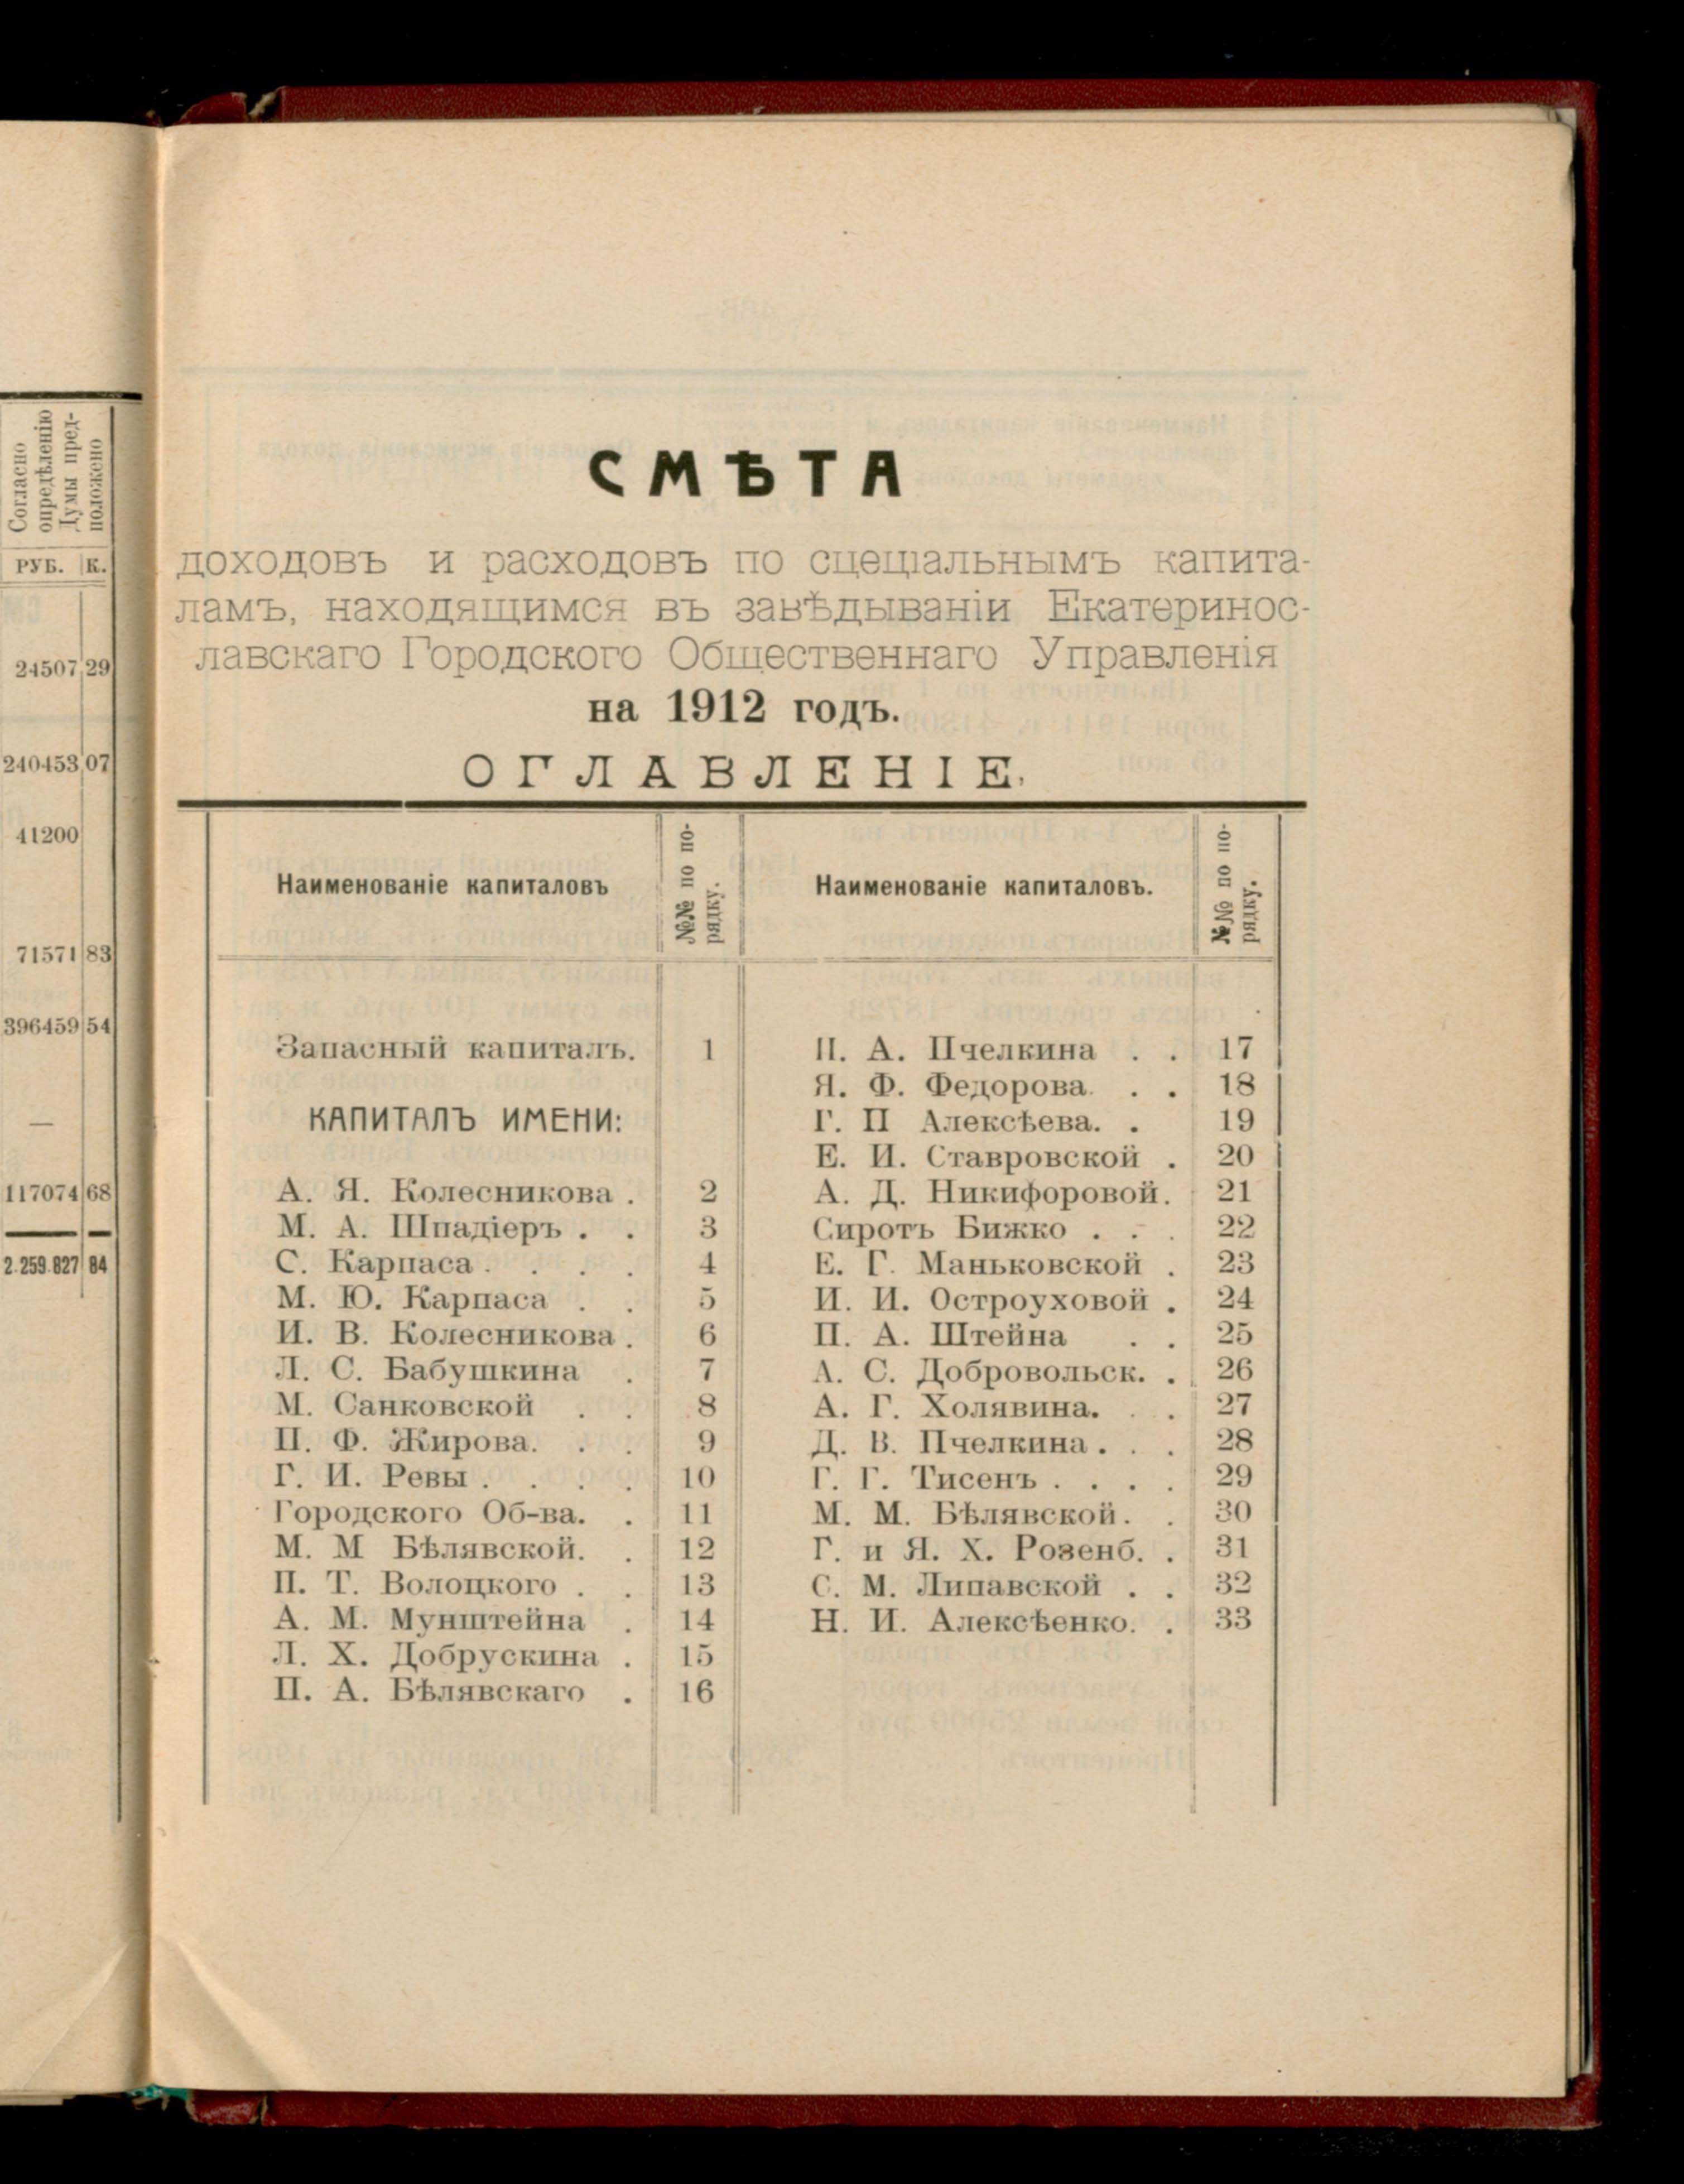 Согласно
опредѣленію
Думы пред-
положено
РУБ. К.
24507 29
240453 07
41200
71571 83
396459 54
—
117074 68
2.259.827 84
СМѢТА
доходовъ и расходовъ по спеціальнымъ капита-
ламъ, находящимся въ завѣдываніи Екатеринос-
лавскаго Городского Общественнаго Управленія
на 1912 годъ.
ОГЛАВЛЕНІЕ.
Наименованіе капиталовъ
№№ по по-
рядку.
Запасный капиталъ. 1
КАПИТАЛЪ ИМЕНИ:
А. Я. Колесникова . 2
М. А. Шпадіеръ . . 3
С. Карпаса . . . . 4
М. Ю. Карпаса . . 5
И. В. Колесникова . 6
Л. С. Бабушкина . 7
М. Санковской . . 8
П. Ф. Жирова. . . 9
Г. И. Ревы . . . . 10
Городского Об-ва. . 11
М. М Бѣлявской. . 12
П. Т. Волоцкого . . 13
А. М. Мунштейна . 14
Л. Х. Добрускина . 15
П. А. Бѣлявскаго . 16
Наименованіе капиталовъ.
№№ по по-
рядку.
П. А. Пчелкина . . 17
Я. Ф. Федорова. . . 18
Г. П Алексѣева. . 19
Е. И. Ставровской . 20
А. Д. Никифоровой. 21
Сиротъ Бижко . . . 22
Е. Г. Маньковской . 23
И. И. Остроуховой . 24
П. А. Штейна . . 25
А. С. Добровольск. . 26
А. Г. Холявина. . . 27
Д. В. Пчелкина . . . 28
Г. Г. Тисенъ . . . . 29
М. М. Бѣлявской. . 30
Г. и Я. Х. Розенб. . 31
С. М. Липавской . . 32
Н. И. Алексѣенко. . 33